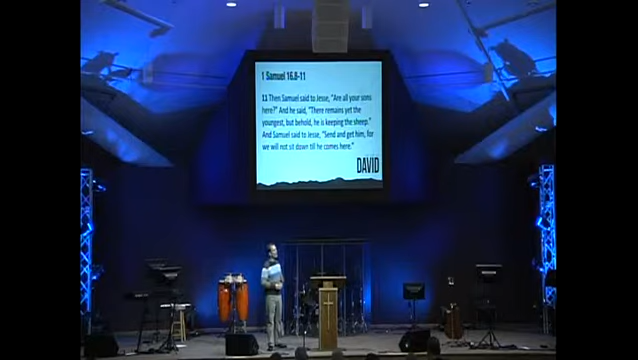 1 Samuel 16.8-11
11 Then Samuel said to Jesse, "Are all your sons
here?" And he said, "There remains yet the
youngest, but behold, he is keeping the sheep."
And Samuel said to Jesse, "Send and get him, for
we will not sit down till he comes here."
DAVID